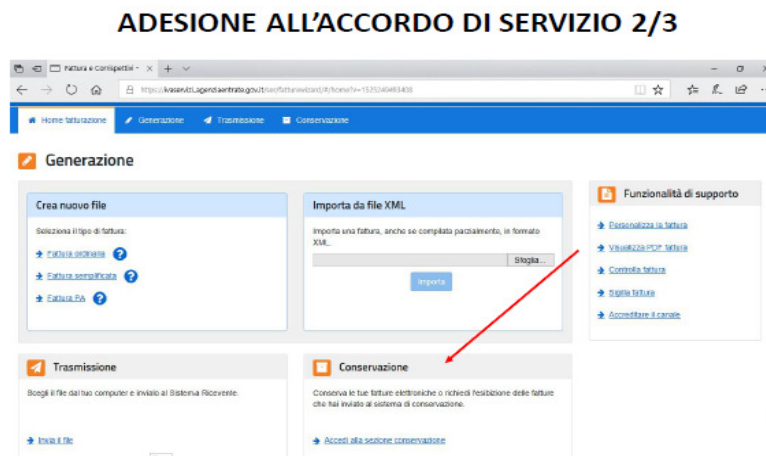 ADESIONE ALL'ACCORDO DI SERVIZIO 2/3
Fattura e Corrispettivi -
Home fatturazione
Generazione
Trasmissione
Conservazione
Generazione
Crea nuovo file
Seleziona il tipo di fattura:
Fattura ordinaria ?
Fattura semplificata ?
Fattura PA ?
Importa da file XML
Importa una fattura, anche se compilata parzialmente, in formato
XML.
Sfoglia...
Importa
Funzionalità di supporto
Personalizza la fattura
Visualizza PDF fattura
Controlla fattura
Sigilla fattura
Accreditare il canale
Trasmissione
Scegli il file dal tuo computer e invialo al Sistema Ricevente.
Invia il file
Conservazione
Conserva le tue fatture elettroniche o richiedi l'esibizione delle fatture
che hai inviato al sistema di conservazione.
Accedi alla sezione conservazione